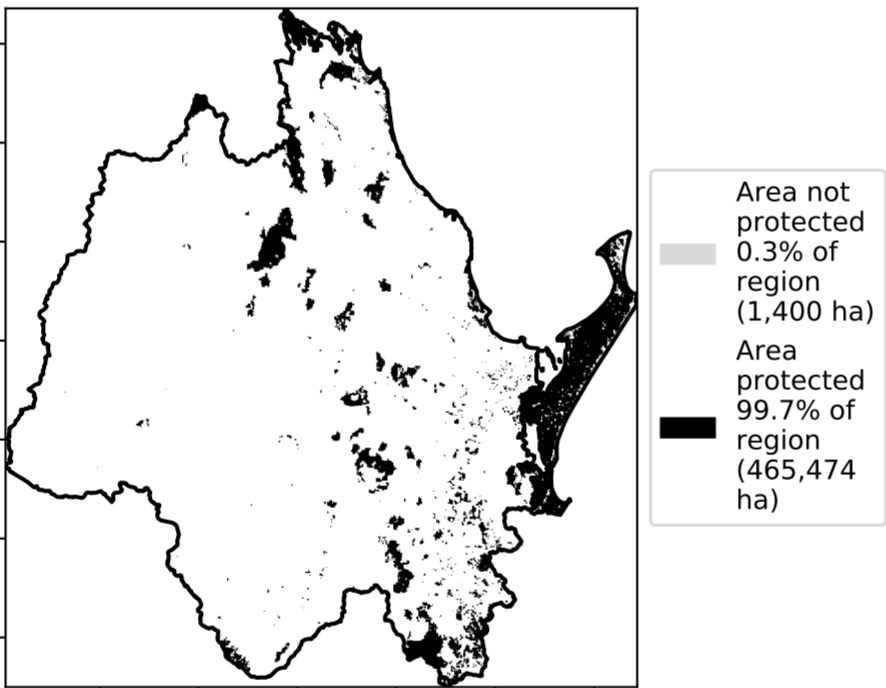 Area not
protected
0.3% of
region
(1,400 ha)
Area
protected
99.7% of
region
(465,474
ha)